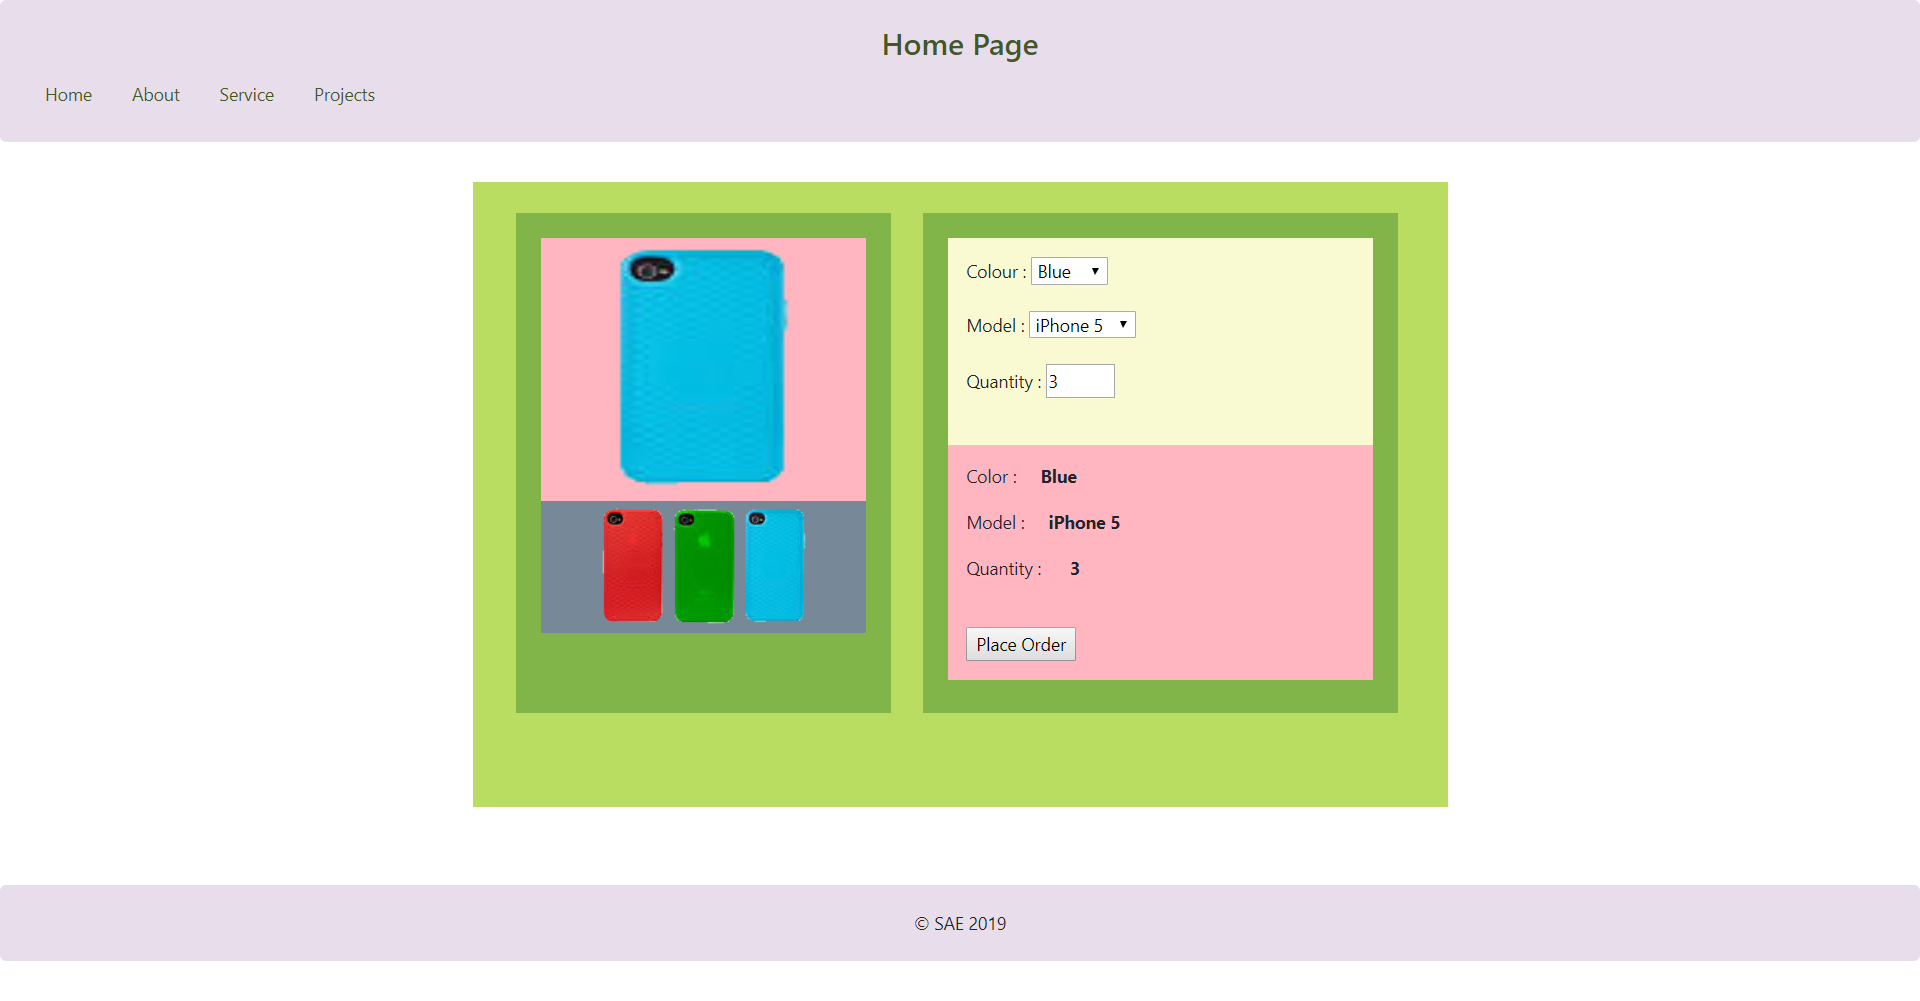 Home Page
Home About Service Projects
Colour : Blue
Model : iPhone 5
Quantity : 3
Color : Blue
Model : iPhone 5
Quantity : 3
Place Order
© SAE 2019